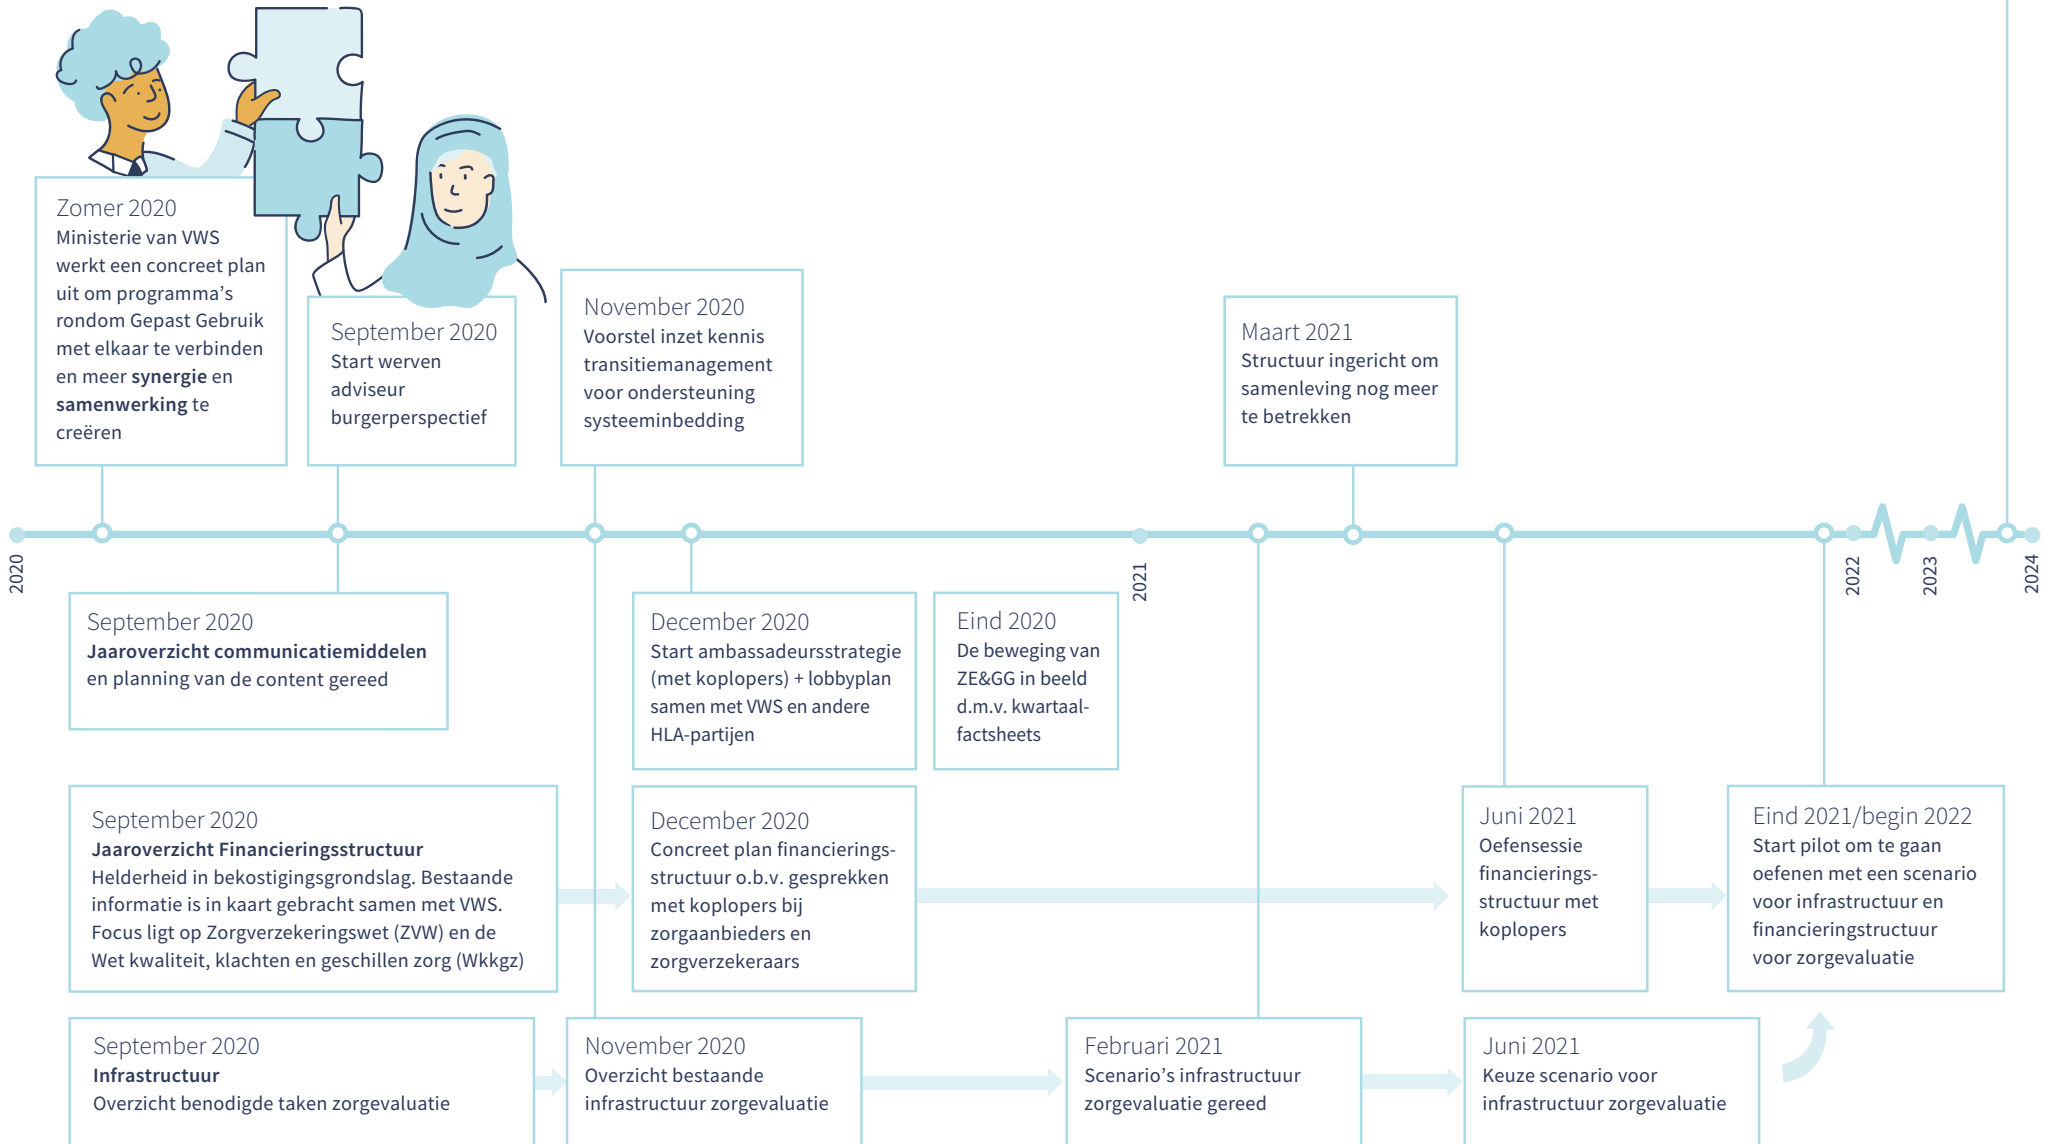 Zomer 2020
Ministerie van VWS
werkt een concreet plan
uit om programma's
rondom Gepast Gebruik
met elkaar te verbinden
en meer synergie en
samenwerking te
creëren
September 2020
Start werven
adviseur
burgerperspectief
November 2020
Voorstel inzet kennis
transitiemanagement
voor ondersteuning
systeeminbedding
Maart 2021
Structuur ingericht om
samenleving nog meer
te betrekken
2020
2021
2022
2023
2024
September 2020
Jaaroverzicht communicatiemiddelen
en planning van de content gereed
December 2020
Start ambassadeursstrategie
(met koplopers) + lobbyplan
samen met VWS en andere
HLA-partijen
Eind 2020
De beweging van
ZE&GG in beeld
d.m.v. kwartaal-
factsheets
September 2020
Jaaroverzicht Financieringsstructuur
Helderheid in bekostigingsgrondslag. Bestaande
informatie is in kaart gebracht samen met VWS.
Focus ligt op Zorgverzekeringswet (ZVW) en de
Wet kwaliteit, klachten en geschillen zorg (Wkkgz)
December 2020
Concreet plan financierings-
structuur o.b.v. gesprekken
met koplopers bij
zorgaanbieders en
zorgverzekeraars
Juni 2021
Oefensessie
financierings-
structuur met
koplopers
Eind 2021/begin 2022
Start pilot om te gaan
oefenen met een scenario
voor infrastructuur en
financieringstructuur
voor zorgevaluatie
September 2020
Infrastructuur
Overzicht benodigde taken zorgevaluatie
November 2020
Overzicht bestaande
infrastructuur zorgevaluatie
Februari 2021
Scenario's infrastructuur
zorgevaluatie gereed
Juni 2021
Keuze scenario voor
infrastructuur zorgevaluatie